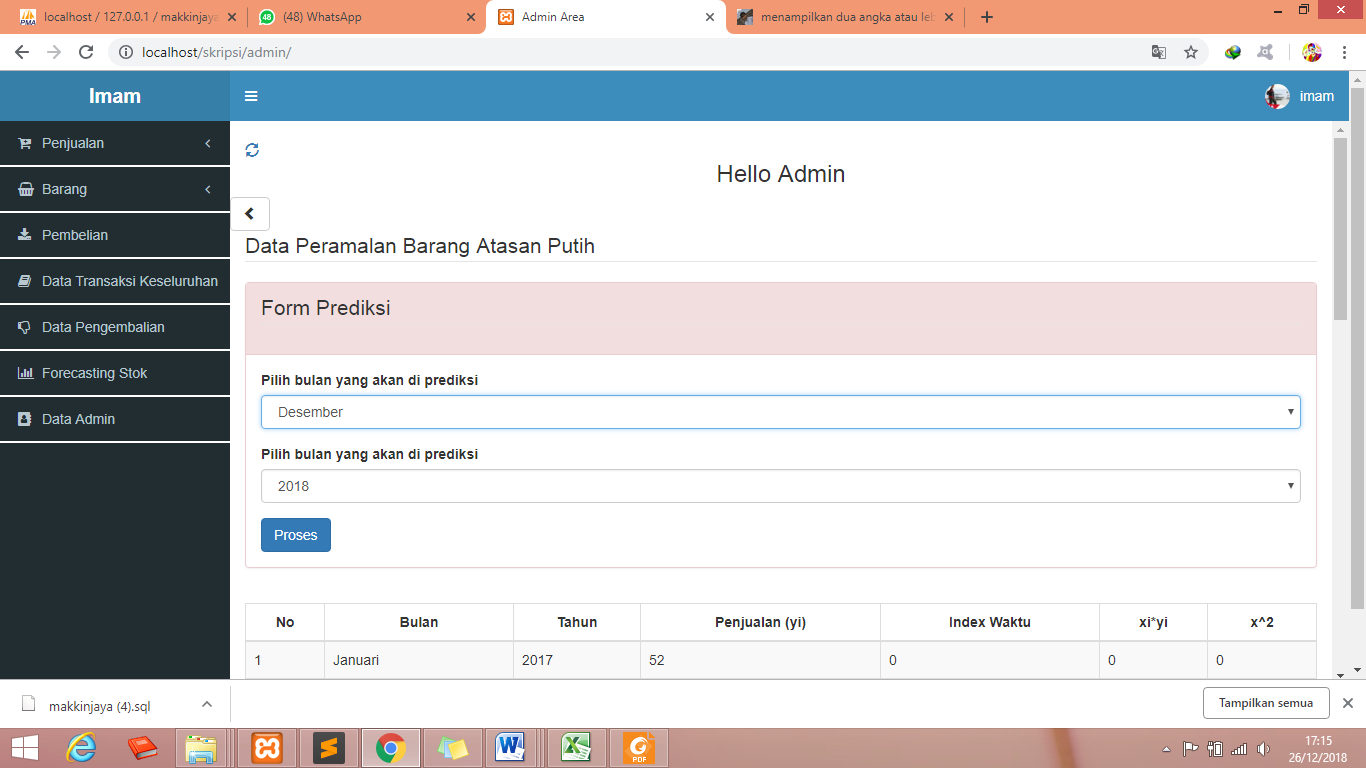 localhost / 127.0.0.1 / makkinjaya
(48) WhatsApp
Admin Area
menampilkan dua angka atau leb
localhost/skripsi/admin/
Imam
imam
Penjualan
Barang
Pembelian
Data Transaksi Keseluruhan
Data Pengembalian
Forecasting Stok
Data Admin
Hello Admin
Data Peramalan Barang Atasan Putih
Form Prediksi
Pilih bulan yang akan di prediksi
Desember
Pilih bulan yang akan di prediksi
2018
Proses
No Bulan Tahun Penjualan (yi) Index Waktu xi*yi x^2
1 Januari 2017 52 0 0 0
makkinjaya (4).sql
Tampilkan semua
17:15
26/12/2018